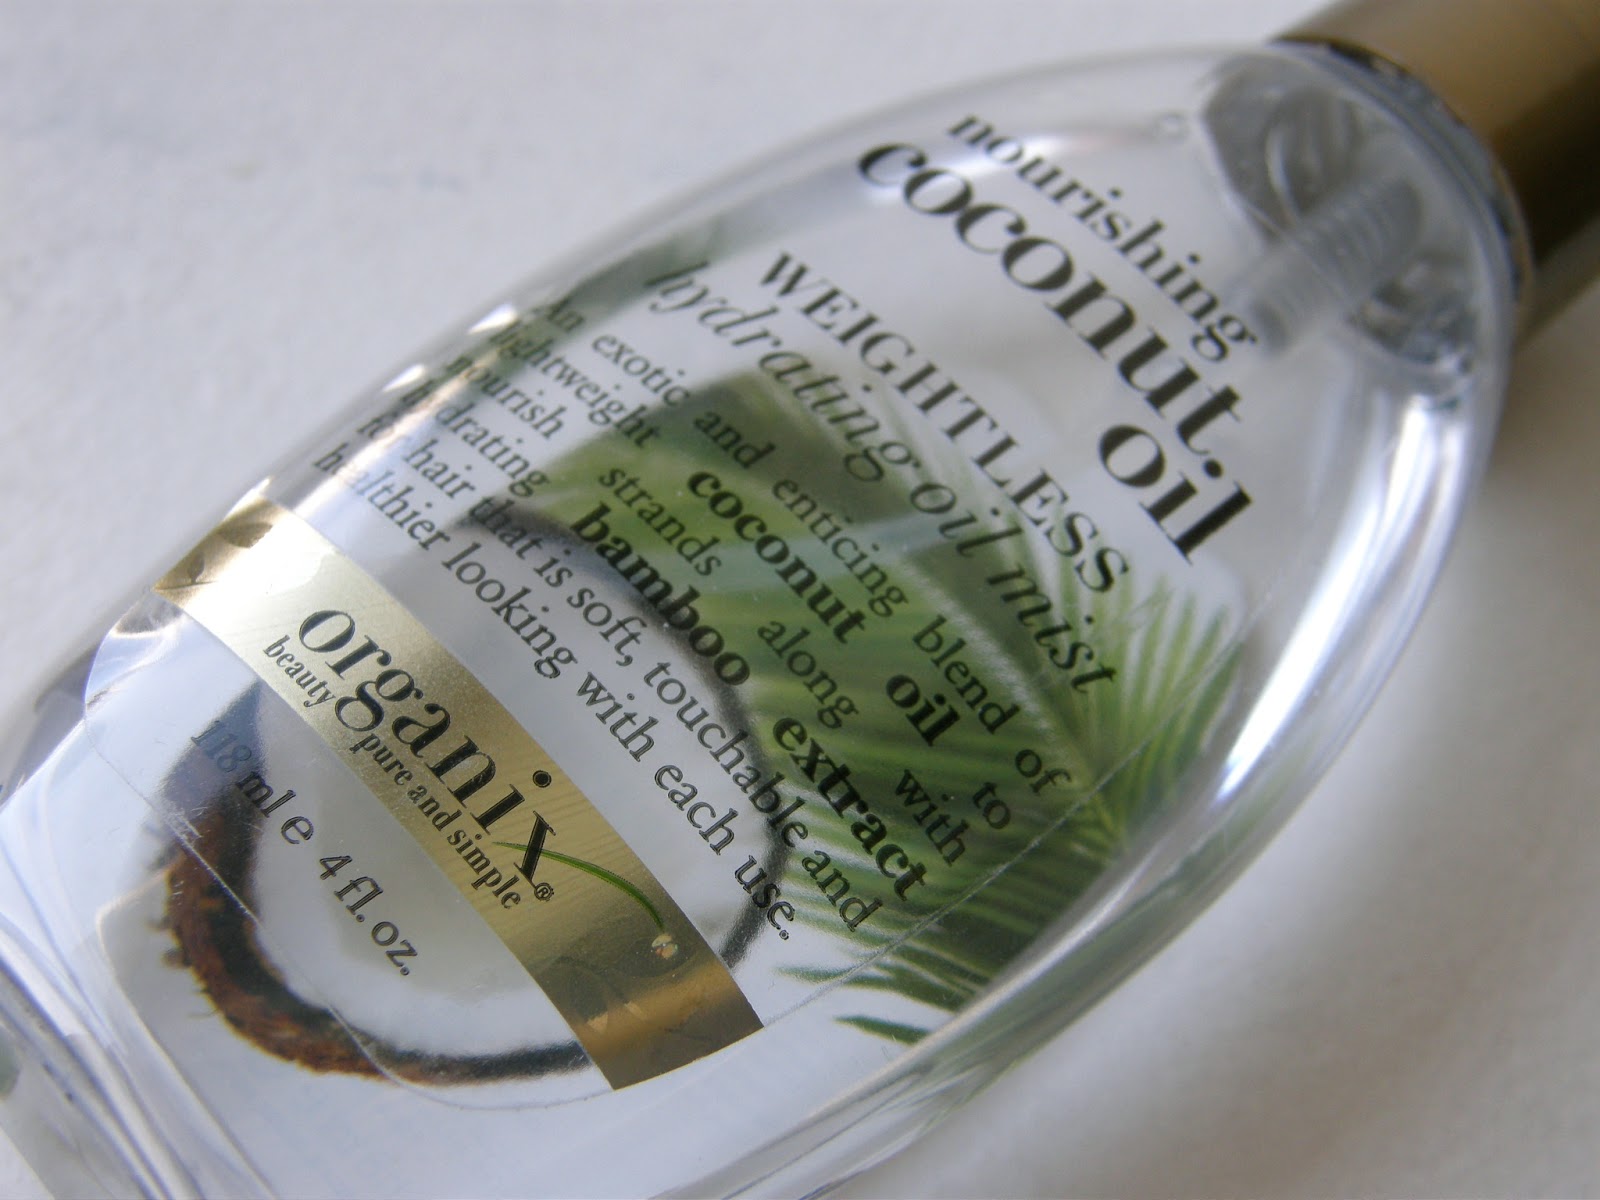 nourishing
coconut oil
WEIGHTLESS
hydrating oil mist
An exotic and enticing blend of
lightweight coconut oil to
nourish strands along with
hydrating bamboo extract
for hair that is soft, touchable and
healthier looking with each use.
organix®
beauty pure and simple
118 ml e 4 fl. oz.